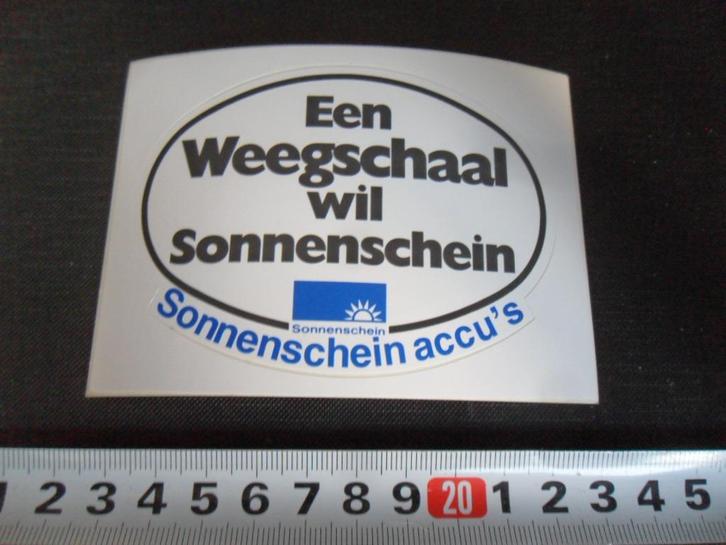 Een
Weegschaal
wil
Sonnenschein
Sonnenschein
Sonnenschein accu's
1 2 3 4 5 6 7 8 9 20 1 2 3 4 5